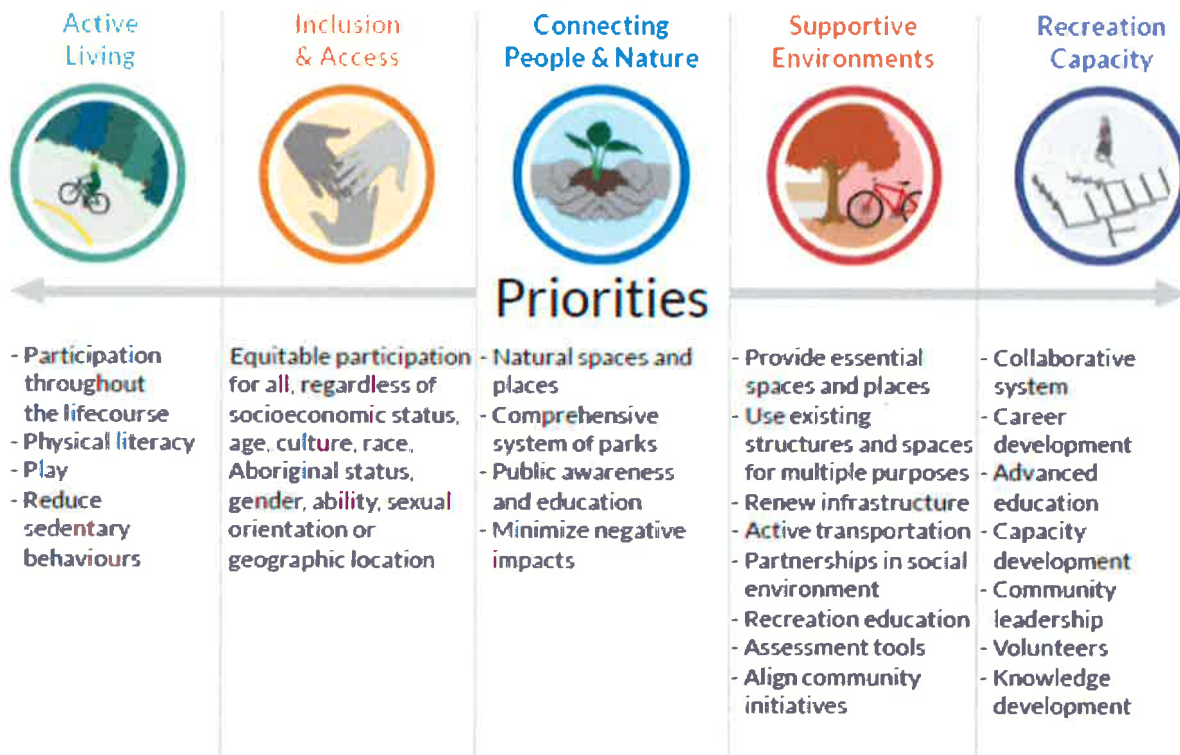 Active
Living
Inclusion
& Access
Connecting
People & Nature
Supportive
Environments
Recreation
Capacity
Priorities
- Participation
throughout
the lifecourse
- Physical literacy
- Play
- Reduce
sedentary
behaviours
Equitable participation
for all, regardless of
socioeconomic status,
age, culture, race,
Aboriginal status,
gender, ability, sexual
orientation or
geographic location
- Natural spaces and
places
- Comprehensive
system of parks
- Public awareness
and education
- Minimize negative
impacts
- Provide essential
spaces and places
- Use existing
structures and spaces
for multiple purposes
- Renew infrastructure
- Active transportation
- Partnerships in social
environment
- Recreation education
- Assessment tools
- Align community
initiatives
- Collaborative
system
- Career
development
- Advanced
education
- Capacity
development
- Community
leadership
- Volunteers
- Knowledge
development